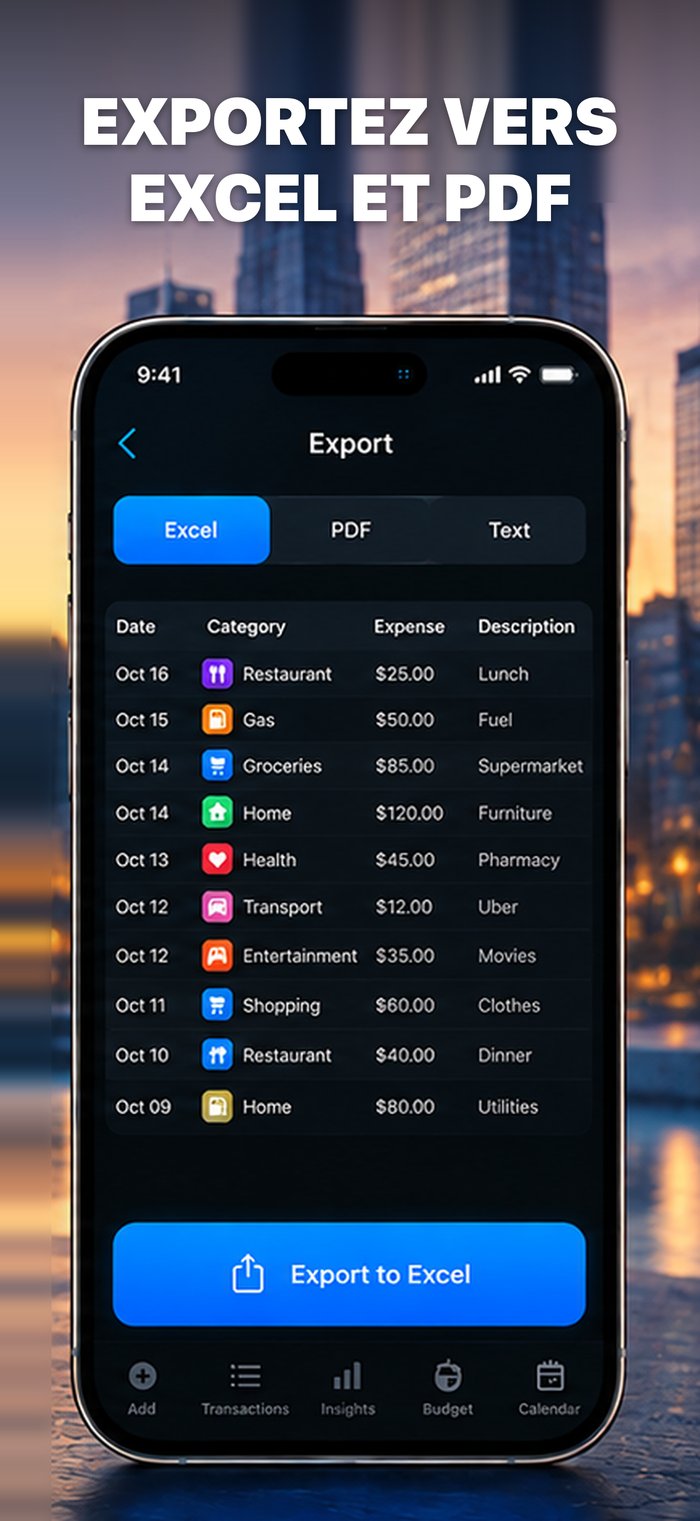 EXPORTEZ VERS
EXCEL ET PDF
9:41
Export
Excel PDF Text
Date Category Expense Description
Oct 16 Restaurant $25.00 Lunch
Oct 15 Gas $50.00 Fuel
Oct 14 Groceries $85.00 Supermarket
Oct 14 Home $120.00 Furniture
Oct 13 Health $45.00 Pharmacy
Oct 12 Transport $12.00 Uber
Oct 12 Entertainment $35.00 Movies
Oct 11 Shopping $60.00 Clothes
Oct 10 Restaurant $40.00 Dinner
Oct 09 Home $80.00 Utilities
Export to Excel
Add Transactions Insights Budget Calendar